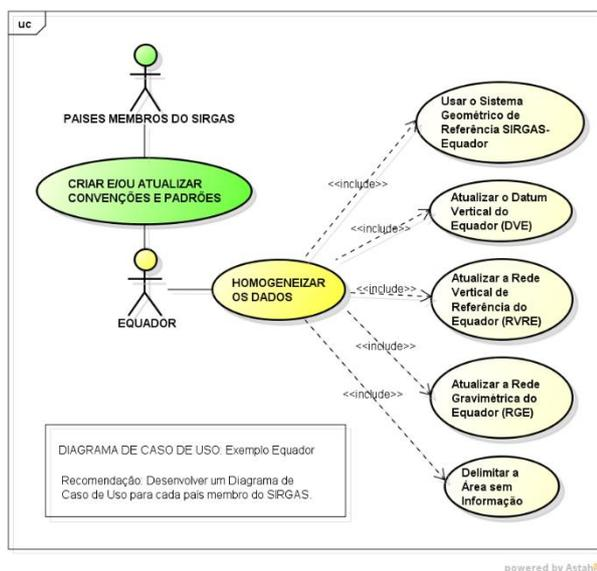 uc
PAISES MEMBROS DO SIRGAS
CRIAR E/OU ATUALIZAR
CONVENÇÕES E PADRÕES
EQUADOR
HOMOGENEIZAR
OS DADOS
<<include>>
<<include>>
<<include>>
<<include>>
<<include>>
Usar o Sistema
Geométrico de
Referência SIRGAS-
Equador
Atualizar o Datum
Vertical do
Equador (DVE)
Atualizar a Rede
Vertical de
Referência do
Equador (RVRE)
Atualizar a Rede
Gravimétrica do
Equador (RGE)
Delimitar a
Área sem
Informação
DIAGRAMA DE CASO DE USO: Exemplo Equador
Recomendação: Desenvolver um Diagrama de
Caso de Uso para cada país membro do SIRGAS.
powered by Astah